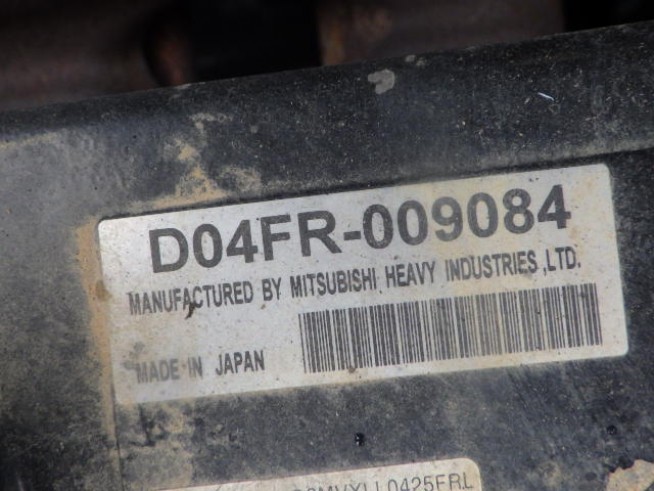 D04FR-009084
MANUFACTURED BY MITSUBISHI HEAVY INDUSTRIES ,LTD.
MADE IN JAPAN